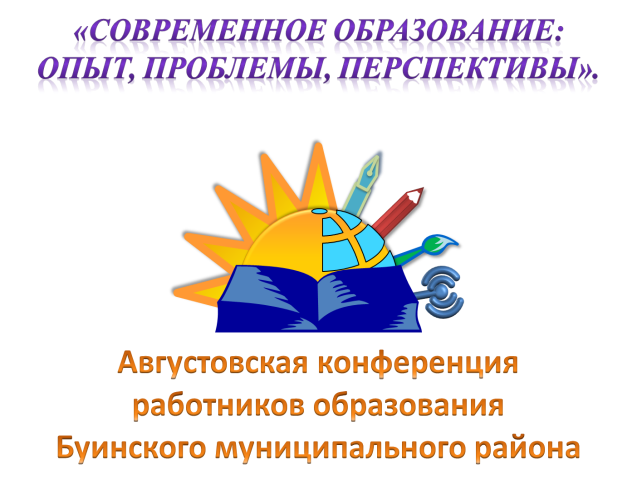 «СОВРЕМЕННОЕ ОБРАЗОВАНИЕ:
ОПЫТ, ПРОБЛЕМЫ, ПЕРСПЕКТИВЫ».
Августовская конференция
работников образования
Буинского муниципального района